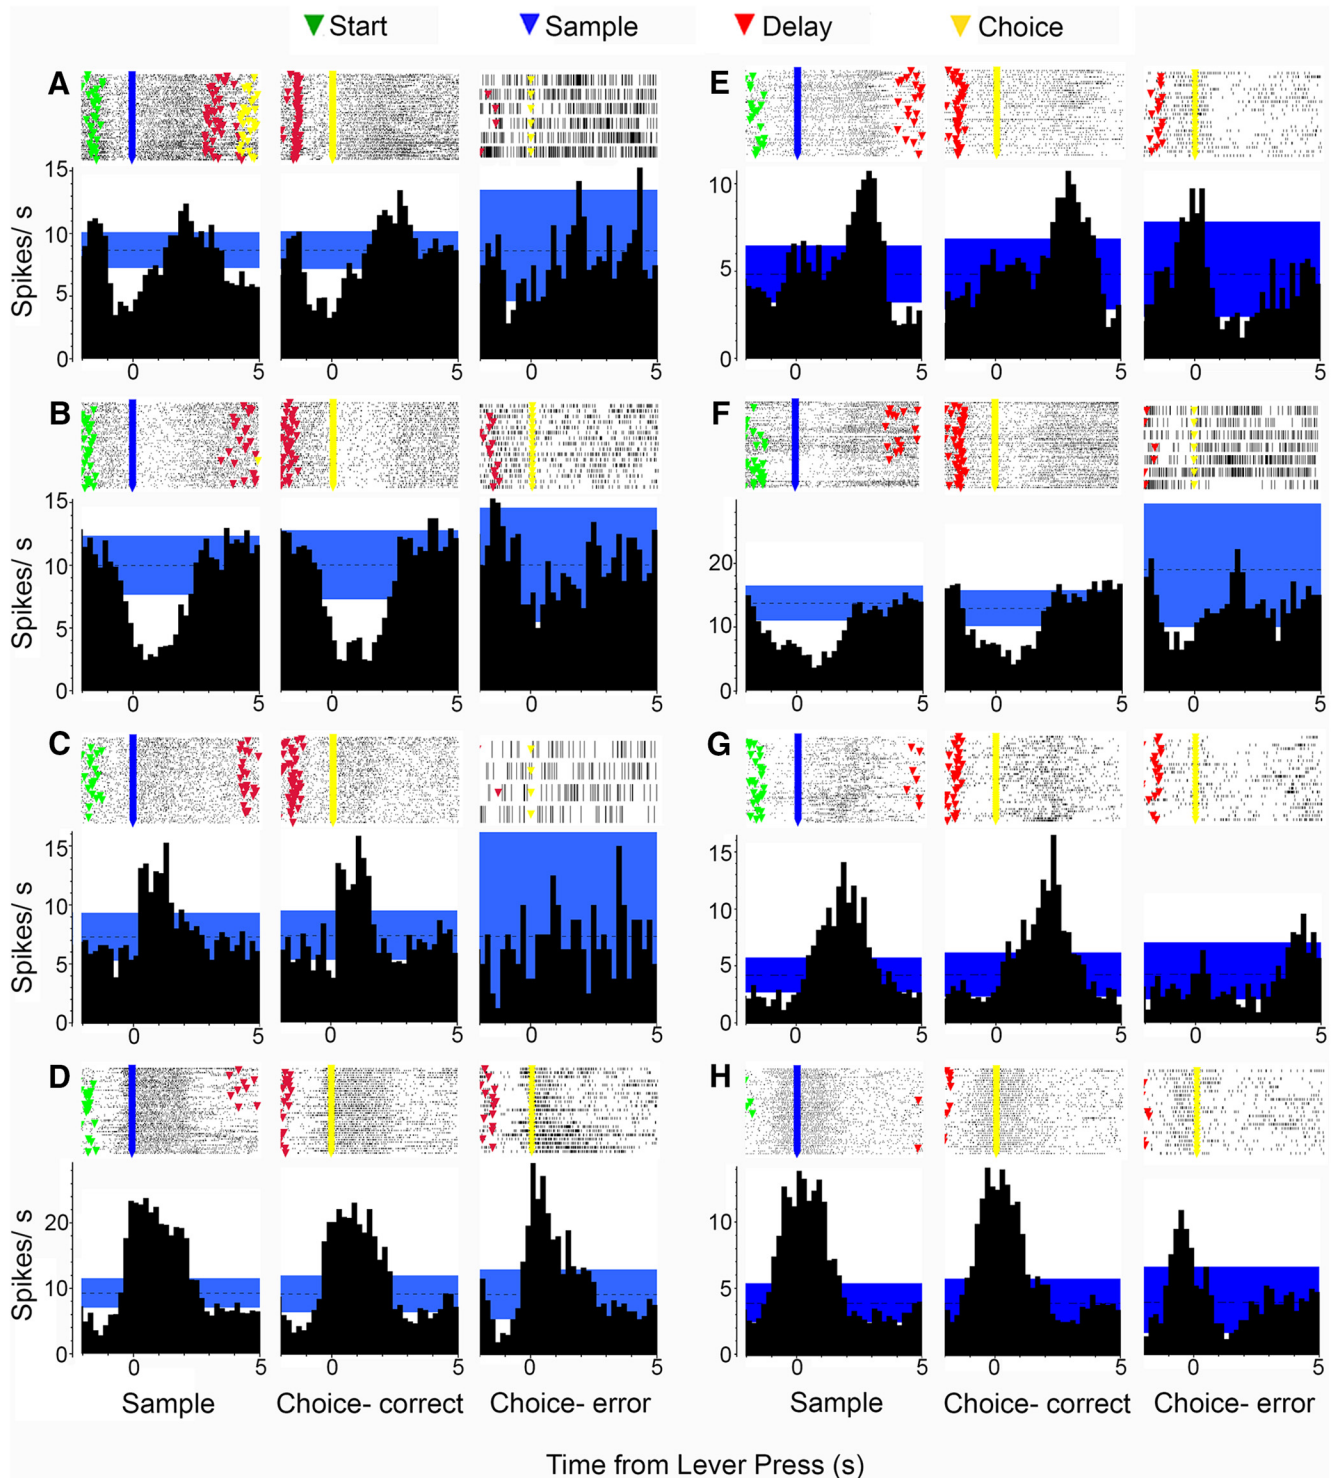 Start Sample Delay Choice
A E
Spikes/ s
15 10 5 0
0 5 0 5 0 5
10 5 0
0 5 0 5 0 5
B F
Spikes/ s
15 10 5 0
0 5 0 5 0 5
20 10 0
0 5 0 5 0 5
C G
Spikes/ s
15 10 5 0
0 5 0 5 0 5
15 10 5 0
0 5 0 5 0 5
D H
Spikes/ s
20 10 0
0 5 0 5 0 5
10 5 0
0 5 0 5 0 5
Sample Choice- correct Choice- error Sample Choice- correct Choice- error
Time from Lever Press (s)